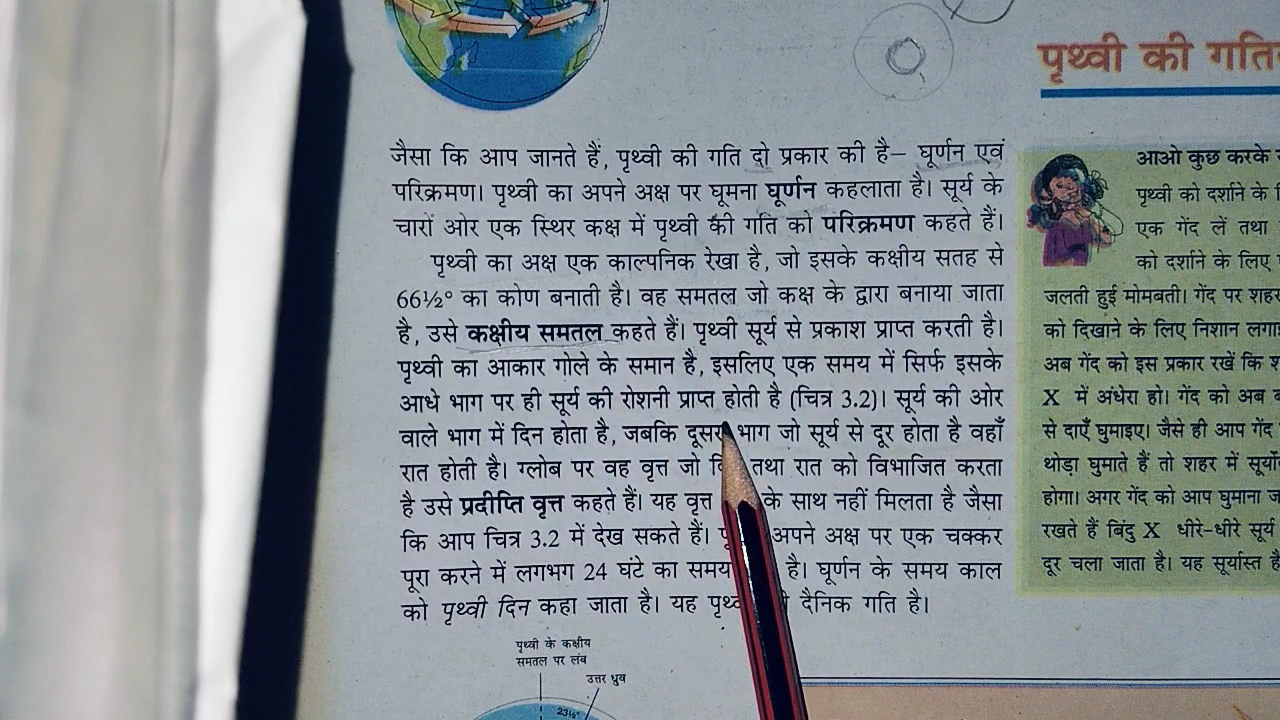 पृथ्वी की
जैसा कि आप जानते हैं, पृथ्वी की गति दो प्रकार की है– घूर्णन एवं
परिक्रमण। पृथ्वी का अपने अक्ष पर घूमना घूर्णन कहलाता है। सूर्य के
चारों ओर एक स्थिर कक्ष में पृथ्वी की गति को परिक्रमण कहते हैं।
पृथ्वी का अक्ष एक काल्पनिक रेखा है, जो इसके कक्षीय सतह से
66½° का कोण बनाती है। वह समतल जो कक्ष के द्वारा बनाया जाता
है, उसे कक्षीय समतल कहते हैं। पृथ्वी सूर्य से प्रकाश प्राप्त करती है।
पृथ्वी का आकार गोले के समान है, इसलिए एक समय में सिर्फ इसके
आधे भाग पर ही सूर्य की रोशनी प्राप्त होती है (चित्र 3.2)। सूर्य की ओर
वाले भाग में दिन होता है, जबकि भाग जो सूर्य से दूर होता है वहाँ
रात होती है। ग्लोब पर वह वृत्त जो तथा रात को विभाजित करता
है उसे प्रदीप्ति वृत्त कहते हैं। यह वृत्त के साथ नहीं मिलता है जैसा
कि आप चित्र 3.2 में देख सकते हैं। अपने अक्ष पर एक चक्कर
पूरा करने में लगभग 24 घंटे का समय है। घूर्णन के समय काल
को पृथ्वी दिन कहा जाता है। यह दैनिक गति है।
पृथ्वी के कक्षीय
समतल पर लंब
उत्तर ध्रुव
23½°
आओ कुछ करके
पृथ्वी को दर्शाने के
एक गेंद लें तथा
को दर्शाने के लिए
जलती हुई मोमबत्ती। गेंद पर शहर
को दिखाने के लिए निशान
अब गेंद को इस प्रकार रखें कि
X में अंधेरा हो। गेंद को अब
से दाएँ घुमाइए। जैसे ही आप गेंद
थोड़ा घुमाते हैं तो शहर में
होगा। अगर गेंद को आप घुमाना
रखते हैं बिंदु X धीरे-धीरे सूर्य
दूर चला जाता है। यह सूर्यास्त